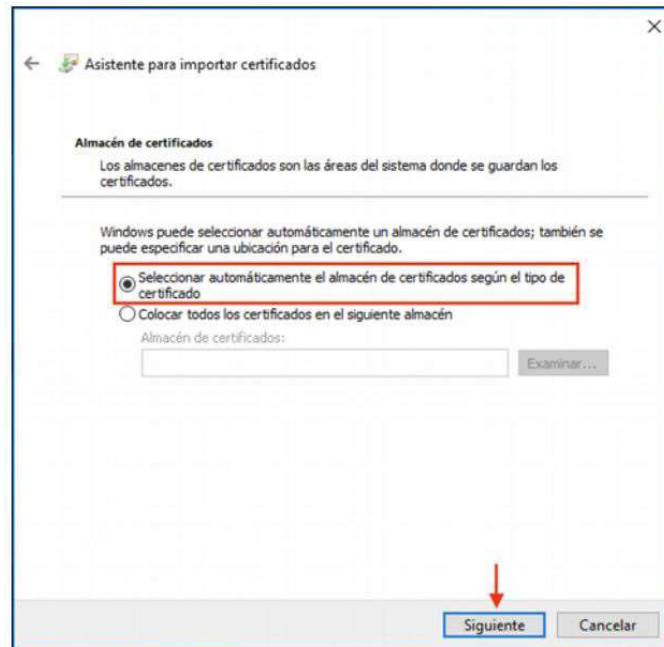 Asistente para importar certificados
Almacén de certificados
Los almacenes de certificados son las áreas del sistema donde se guardan los
certificados.
Windows puede seleccionar automáticamente un almacén de certificados; también se
puede especificar una ubicación para el certificado.
Seleccionar automáticamente el almacén de certificados según el tipo de
certificado
Colocar todos los certificados en el siguiente almacén
Almacén de certificados:
Examinar...
Siguiente Cancelar